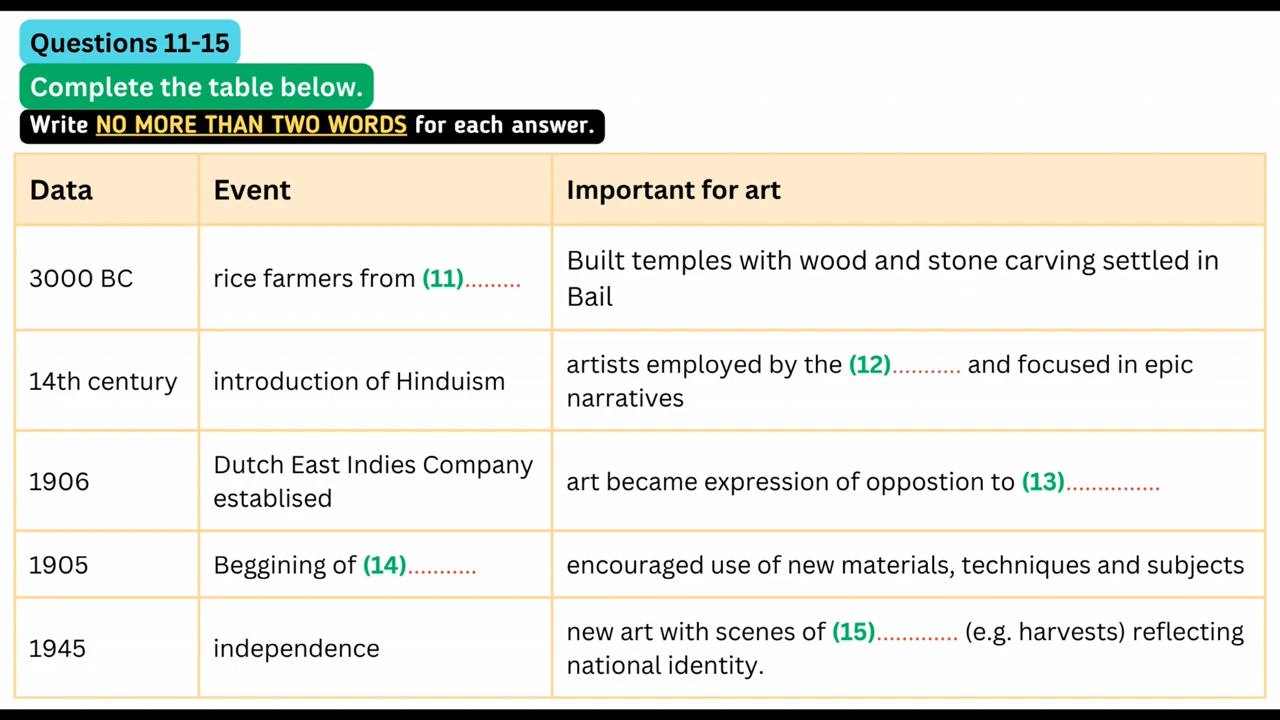 Questions 11-15
Complete the table below.
Write NO MORE THAN TWO WORDS for each answer.
Data Event Important for art
3000 BC rice farmers from (11)......... Built temples with wood and stone carving settled in
Bail
14th century introduction of Hinduism artists employed by the (12)........... and focused in epic
narratives
1906 Dutch East Indies Company
establised art became expression of oppostion to (13)...............
1905 Beggining of (14)........... encouraged use of new materials, techniques and subjects
1945 independence new art with scenes of (15)............. (e.g. harvests) reflecting
national identity.